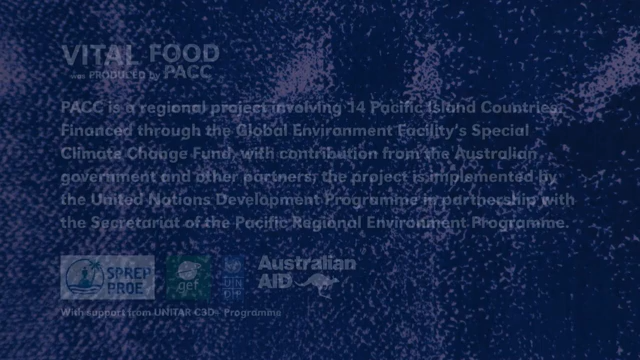 VITAL FOOD
was PRODUCED by PACC
PACC is a regional project involving 14 Pacific Island Countries.
Financed through the Global Environment Facility's Special
Climate Change Fund, with contribution from the Australian
government and other partners, the project is implemented by
the United Nations Development Programme in partnership with
the Secretariat of the Pacific Regional Environment Programme.
SPREP
PROE
gef
UN
DP
Australian
AID
With support from UNITAR C3D+ Programme